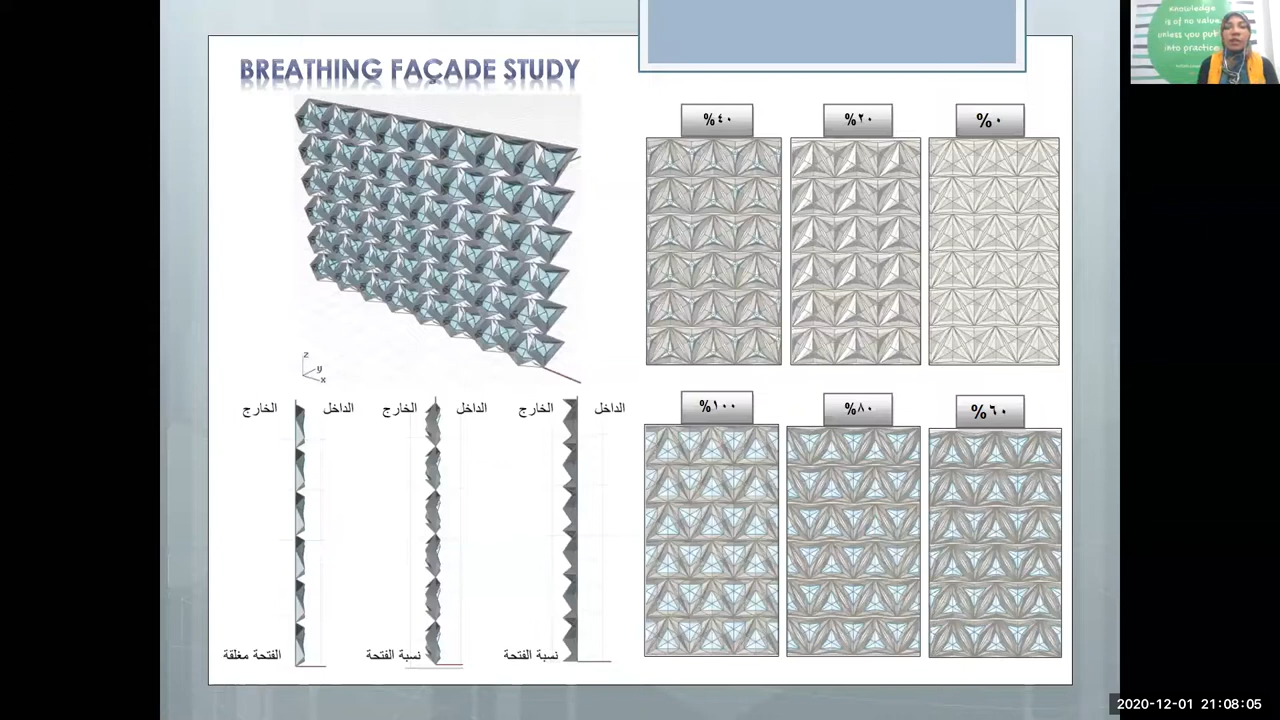 knowledge
is of no value
unless you put
into practice
BREATHING FAÇADE STUDY
%٤٠
%٢٠
%٠
z
y
x
%١٠٠
%٨٠
%٦٠
الخارج
الداخل
الخارج
الداخل
الخارج
الداخل
الفتحة مغلقة
نسبة الفتحة
نسبة الفتحة
2020-12-01 21:08:05